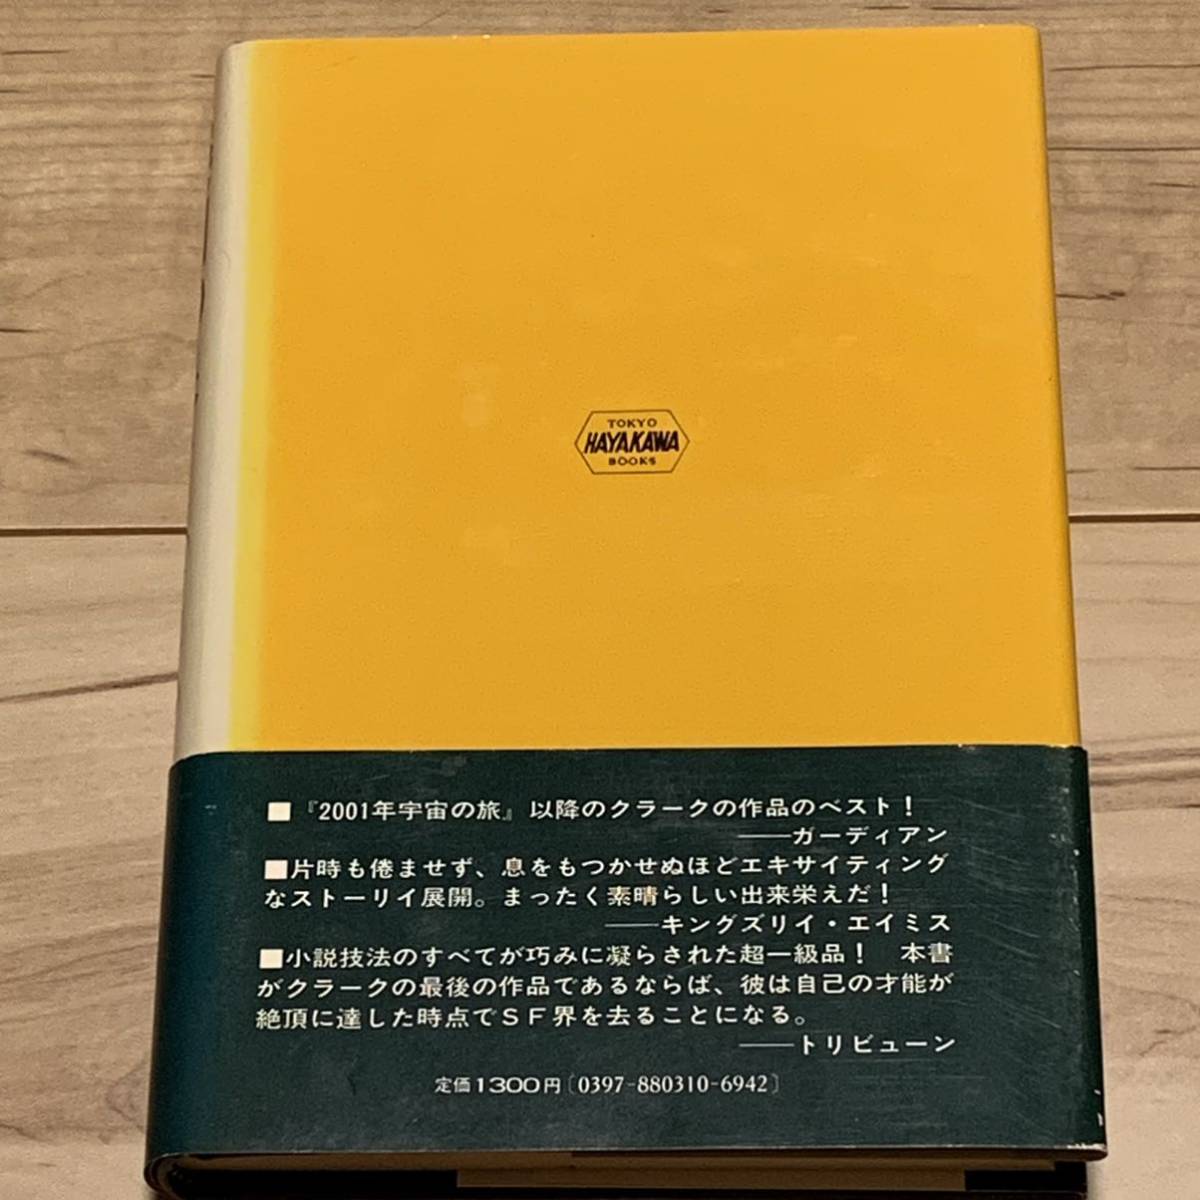 TOKYO
HAYAKAWA
BOOKS
■『2001年宇宙の旅』以降のクラークの作品のベスト！
――ガーディアン
■片時も倦ませず、息をもつかせぬほどエキサイティング
なストーリイ展開。まったく素晴らしい出来栄えだ！
――キングズリイ・エイミス
■小説技法のすべてが巧みに凝らされた超一級品！　本書
がクラークの最後の作品であるならば、彼は自己の才能が
絶頂に達した時点でＳＦ界を去ることになる。
――トリビューン
定価1300円〔0397-880310-6942〕